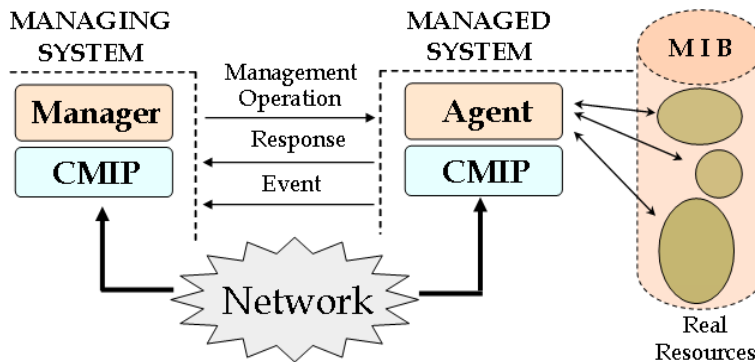 MANAGING
SYSTEM
MANAGED
SYSTEM
M I B
Management
Operation
Manager
Agent
Response
CMIP
CMIP
Event
Network
Real
Resources